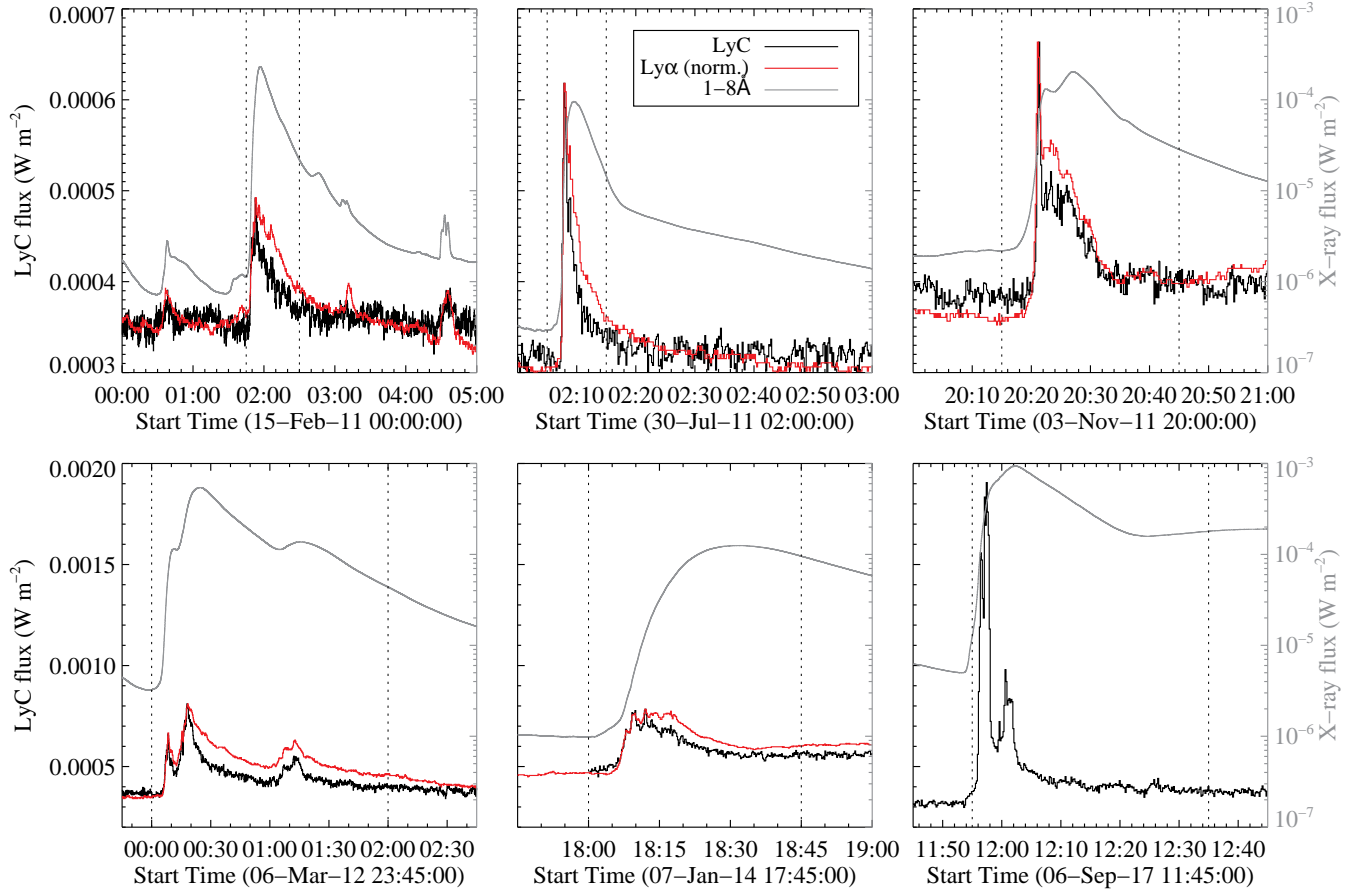 0.0007
0.0006
0.0005
0.0004
0.0003
LyC flux (W m−2)
00:00 01:00 02:00 03:00 04:00 05:00
Start Time (15−Feb−11 00:00:00)
LyC
Lyα (norm.)
1−8Å
02:10 02:20 02:30 02:40 02:50 03:00
Start Time (30−Jul−11 02:00:00)
10−3
10−4
10−5
10−6
10−7
X−ray flux (W m−2)
20:10 20:20 20:30 20:40 20:50 21:00
Start Time (03−Nov−11 20:00:00)
0.0020
0.0015
0.0010
0.0005
LyC flux (W m−2)
00:00 00:30 01:00 01:30 02:00 02:30
Start Time (06−Mar−12 23:45:00)
18:00 18:15 18:30 18:45 19:00
Start Time (07−Jan−14 17:45:00)
10−3
10−4
10−5
10−6
10−7
X−ray flux (W m−2)
11:50 12:00 12:10 12:20 12:30 12:40
Start Time (06−Sep−17 11:45:00)